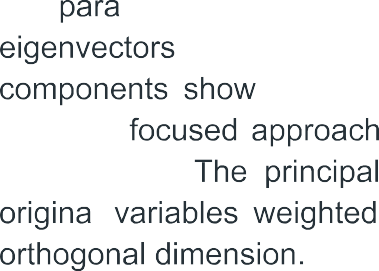 para
eigenvectors
components show
focused approach
The principal
origina variables weighted
orthogonal dimension.